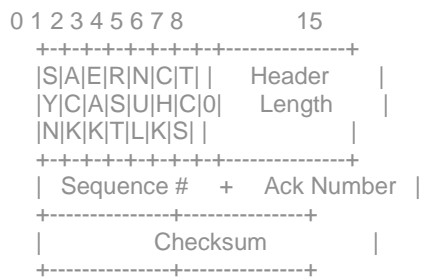 0 1 2 3 4 5 6 7 8 15
+-+-+-+-+-+-+-+-+---------------+
|S|A|E|R|N|C|T| | Header |
|Y|C|A|S|U|H|C|0| Length |
|N|K|K|T|L|K|S| | |
+-+-+-+-+-+-+-+-+---------------+
| Sequence # + Ack Number |
+---------------+---------------+
| Checksum |
+---------------+---------------+